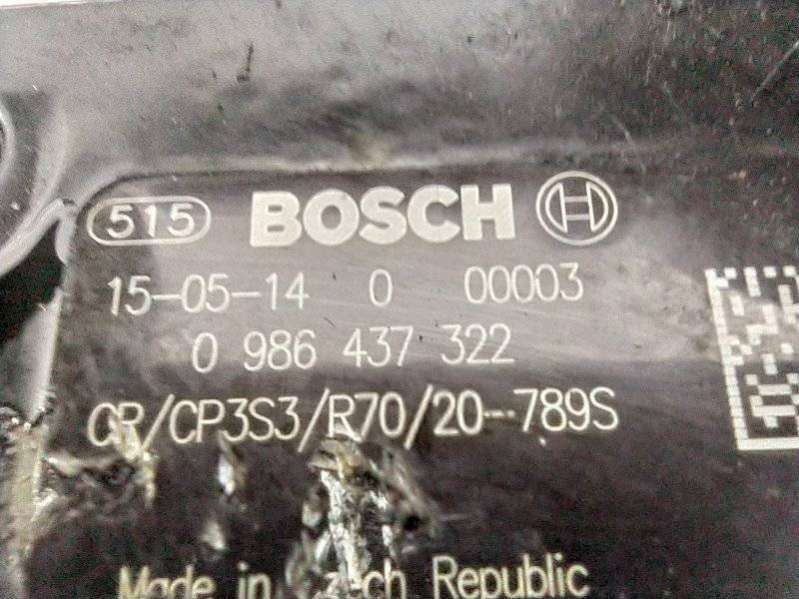 515 BOSCH
15-05-14 0 00003
0 986 437 322
CR/CP3S3/R70/20-789S
Made in Czech Republic